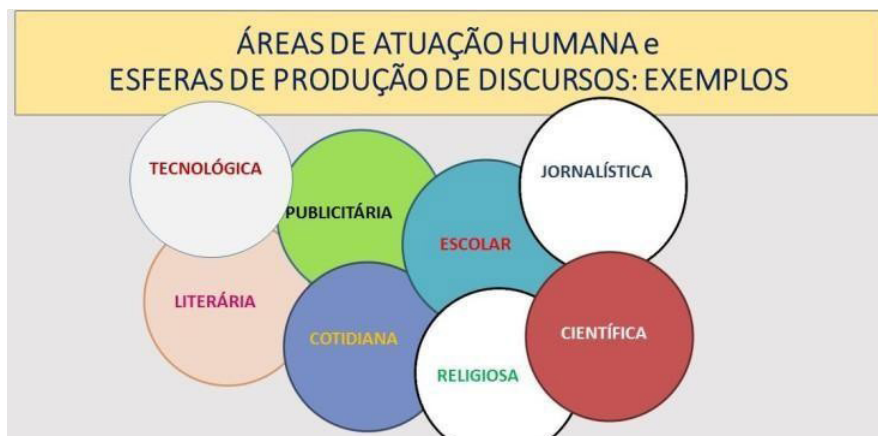 ÁREAS DE ATUAÇÃO HUMANA e
ESFERAS DE PRODUÇÃO DE DISCURSOS: EXEMPLOS
TECNOLÓGICA
JORNALÍSTICA
PUBLICITÁRIA
ESCOLAR
LITERÁRIA
COTIDIANA
CIENTÍFICA
RELIGIOSA